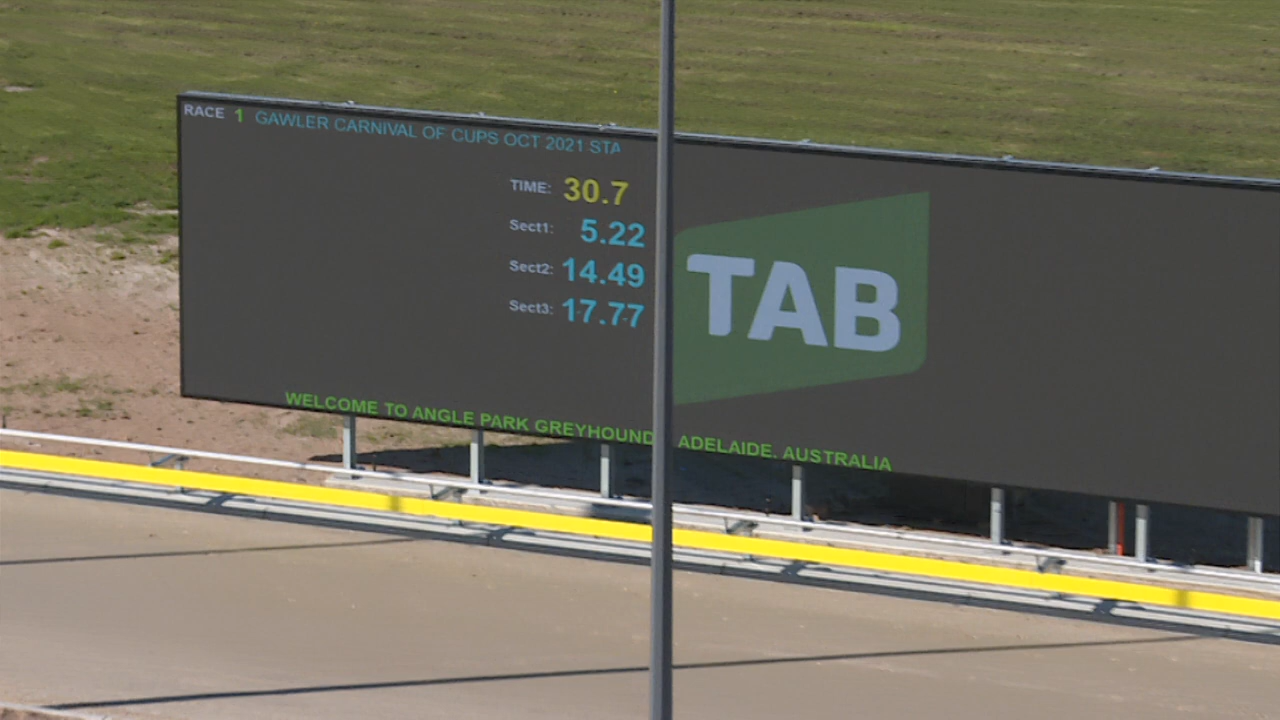 RACE 1 GAWLER CARNIVAL OF CUPS OCT 2021 STA
TIME: 30.7
Sect1: 5.22
Sect2: 14.49
Sect3: 17.77
TAB
WELCOME TO ANGLE PARK GREYHOUND ADELAIDE. AUSTRALIA